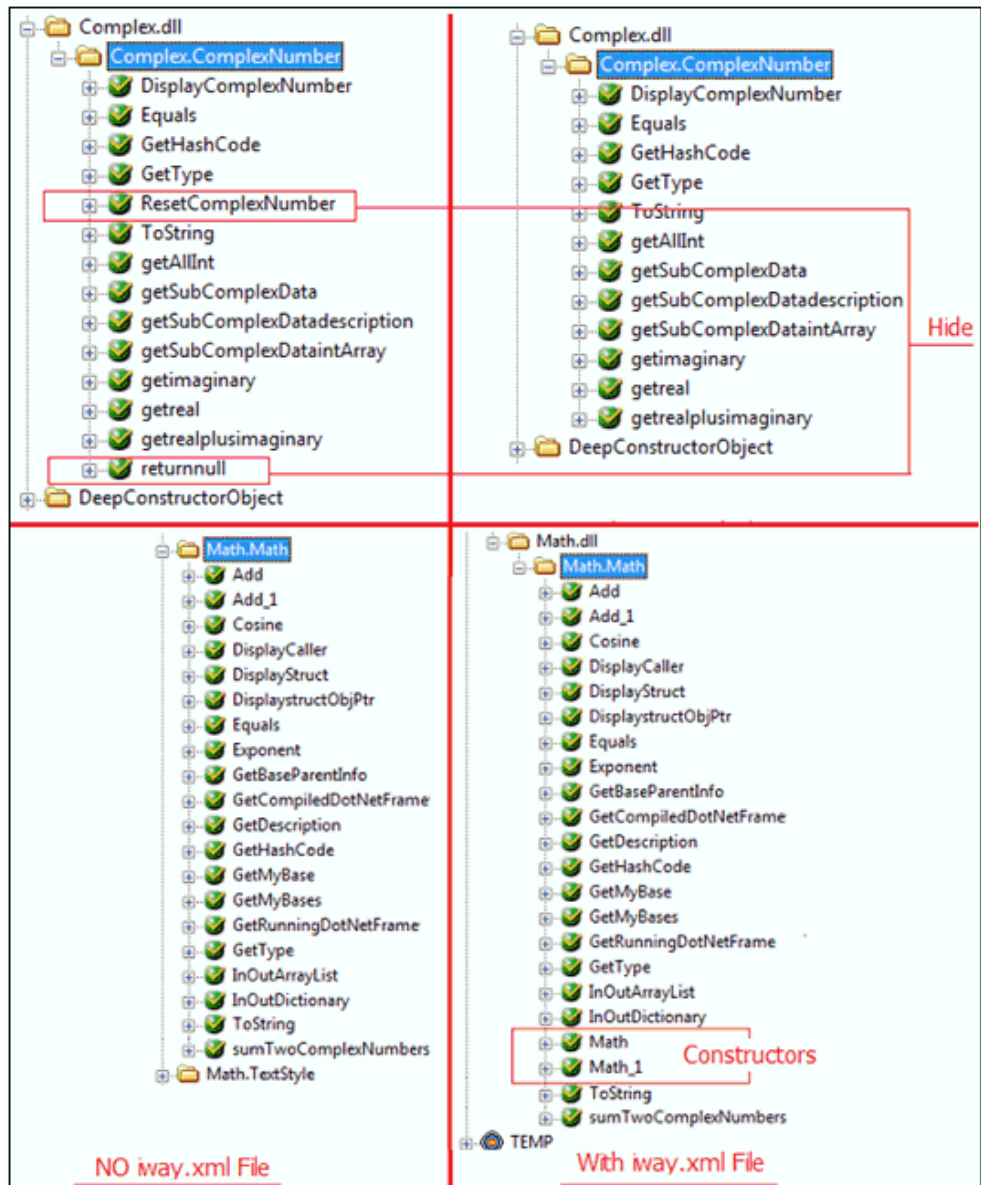 Complex.dll
Complex.ComplexNumber
DisplayComplexNumber
Equals
GetHashCode
GetType
ResetComplexNumber
ToString
getAllInt
getSubComplexData
getSubComplexDatadescription
getSubComplexDataintArray
getimaginary
getreal
getrealplusimaginary
returnnull
DeepConstructorObject
Complex.dll
Complex.ComplexNumber
DisplayComplexNumber
Equals
GetHashCode
GetType
ToString
getAllInt
getSubComplexData
getSubComplexDatadescription
getSubComplexDataintArray
getimaginary
getreal
getrealplusimaginary
DeepConstructorObject
Hide
Math.Math
Add
Add_1
Cosine
DisplayCaller
DisplayStruct
DisplaystructObjPtr
Equals
Exponent
GetBaseParentInfo
GetCompiledDotNetFrame
GetDescription
GetHashCode
GetMyBase
GetMyBases
GetRunningDotNetFrame
GetType
InOutArrayList
InOutDictionary
ToString
sumTwoComplexNumbers
Math.TextStyle
NO iway.xml File
Math.dll
Math.Math
Add
Add_1
Cosine
DisplayCaller
DisplayStruct
DisplaystructObjPtr
Equals
Exponent
GetBaseParentInfo
GetCompiledDotNetFrame
GetDescription
GetHashCode
GetMyBase
GetMyBases
GetRunningDotNetFrame
GetType
InOutArrayList
InOutDictionary
Math
Math_1
Constructors
ToString
sumTwoComplexNumbers
TEMP
With iway.xml File